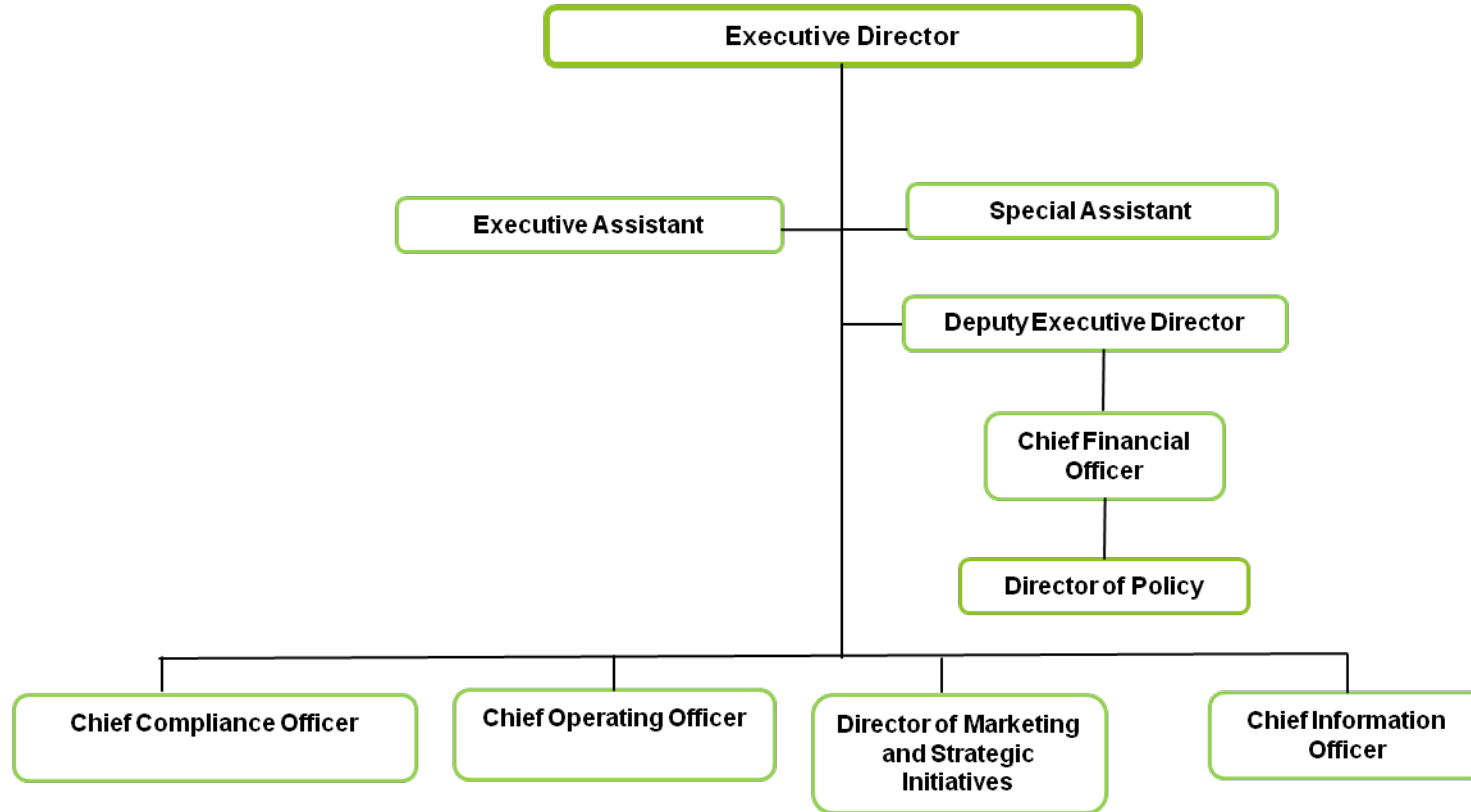 Executive Director
Executive Assistant
Special Assistant
Deputy Executive Director
Chief Financial
Officer
Director of Policy
Chief Compliance Officer
Chief Operating Officer
Director of Marketing
and Strategic
Initiatives
Chief Information
Officer